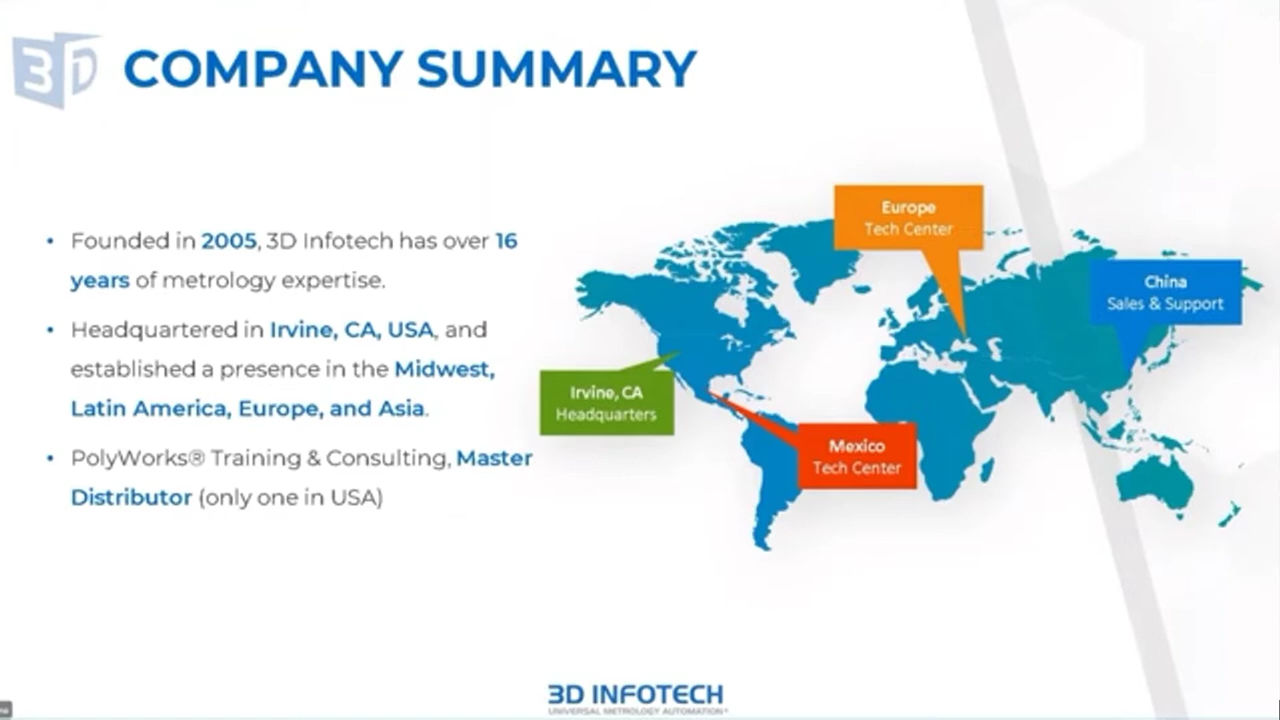 3D
COMPANY SUMMARY
• Founded in 2005, 3D Infotech has over 16
years of metrology expertise.
• Headquartered in Irvine, CA, USA, and
established a presence in the Midwest,
Latin America, Europe, and Asia.
• PolyWorks® Training & Consulting, Master
Distributor (only one in USA)
Europe
Tech Center
China
Sales & Support
Irvine, CA
Headquarters
Mexico
Tech Center
3D INFOTECH
UNIVERSAL METROLOGY AUTOMATION